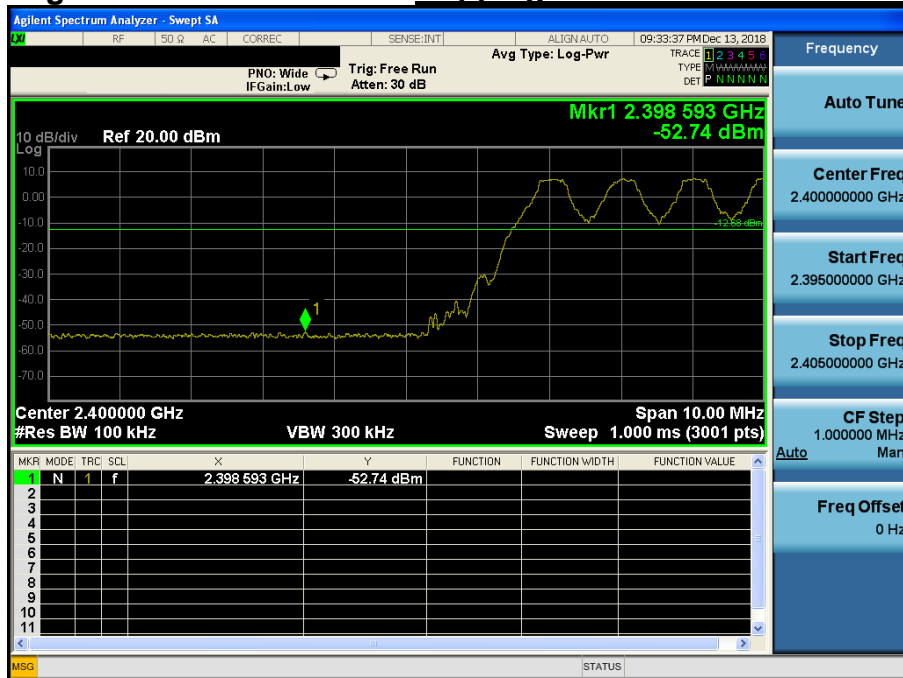 Agilent Spectrum Analyzer - Swept SA
LXI RF 50 Ω AC CORREC SENSE:INT ALIGN AUTO 09:33:37 PM Dec 13, 2018
Avg Type: Log-Pwr
TRACE 1 2 3 4 5 6
TYPE M WWWWW
DET P N N N N N
PNO: Wide
IFGain:Low
Trig: Free Run
Atten: 30 dB
Mkr1 2.398 593 GHz
-52.74 dBm
10 dB/div Ref 20.00 dBm
Log
10.0
0.00
-10.0
-12.68 dBm
-20.0
-30.0
-40.0
1
-50.0
-60.0
-70.0
Center 2.400000 GHz Span 10.00 MHz
#Res BW 100 kHz VBW 300 kHz Sweep 1.000 ms (3001 pts)
MKR MODE TRC SCL X Y FUNCTION FUNCTION WIDTH FUNCTION VALUE
1 N 1 f 2.398 593 GHz -52.74 dBm
2
3
4
5
6
7
8
9
10
11
MSG STATUS
Frequency
Auto Tune
Center Freq
2.400000000 GHz
Start Freq
2.395000000 GHz
Stop Freq
2.405000000 GHz
CF Step
1.000000 MHz
Auto Man
Freq Offset
0 Hz